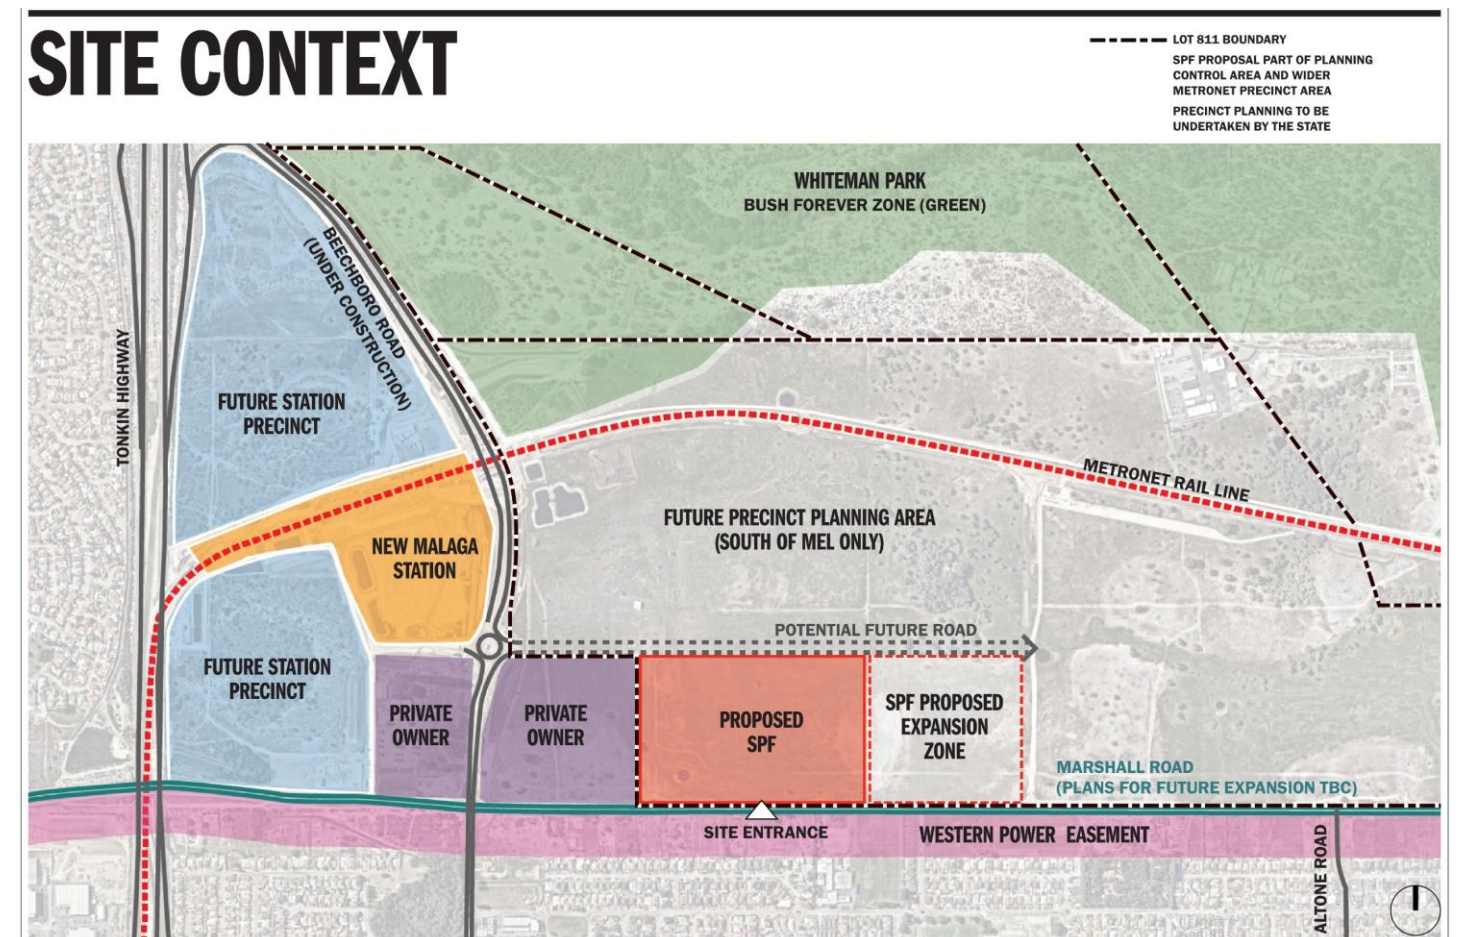 SITE CONTEXT
LOT 811 BOUNDARY
SPF PROPOSAL PART OF PLANNING
CONTROL AREA AND WIDER
METRONET PRECINCT AREA
PRECINCT PLANNING TO BE
UNDERTAKEN BY THE STATE
WHITEMAN PARK
BUSH FOREVER ZONE (GREEN)
BEECHBORO ROAD
(UNDER CONSTRUCTION)
TONKIN HIGHWAY
FUTURE STATION
PRECINCT
METRONET RAIL LINE
NEW MALAGA
STATION
FUTURE PRECINCT PLANNING AREA
(SOUTH OF MEL ONLY)
POTENTIAL FUTURE ROAD
FUTURE STATION
PRECINCT
PRIVATE
OWNER
PRIVATE
OWNER
PROPOSED
SPF
SPF PROPOSED
EXPANSION
ZONE
MARSHALL ROAD
(PLANS FOR FUTURE EXPANSION TBC)
SITE ENTRANCE
WESTERN POWER EASEMENT
ALTONE ROAD